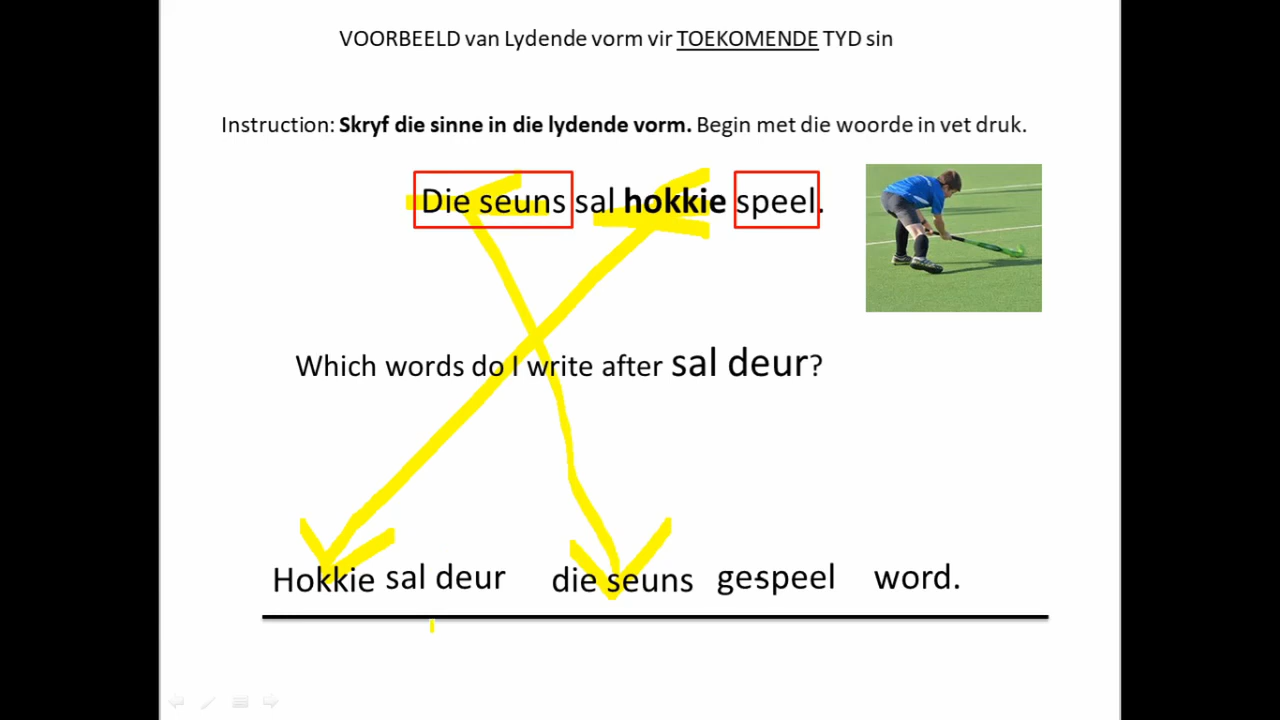 VOORBEELD van Lydende vorm vir TOEKOMENDE TYD sin
Instruction: Skryf die sinne in die lydende vorm. Begin met die woorde in vet druk.
Die seuns sal hokkie speel.
Which words do I write after sal deur?
Hokkie sal deur die seuns gespeel word.